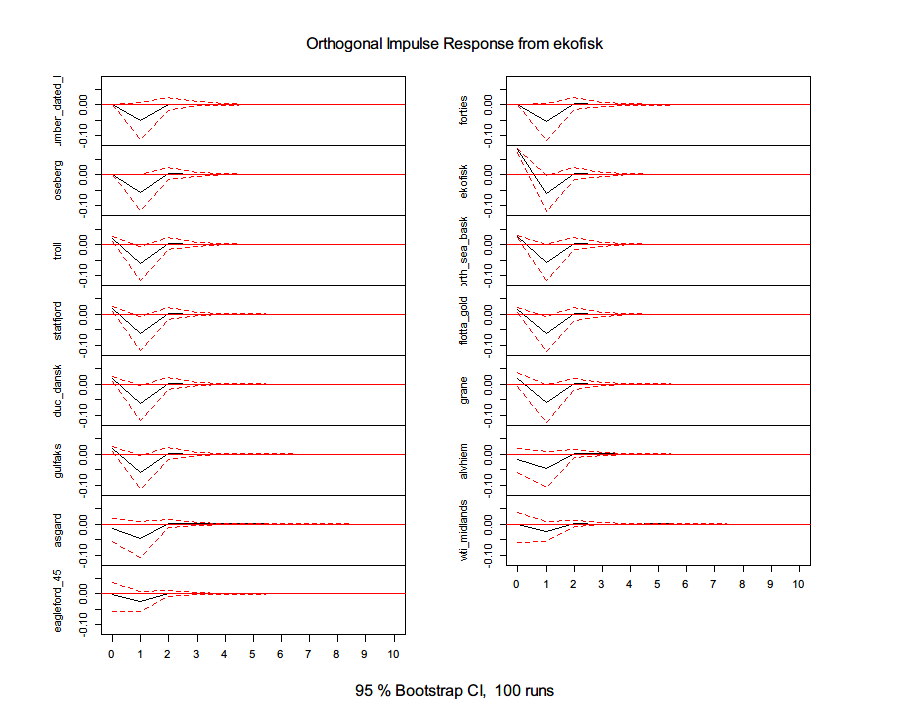 Orthogonal Impulse Response from ekofisk
mber_dated_
-0.10 0.00
oseberg
-0.10 0.00
troll
-0.10 0.00
statfjord
-0.10 0.00
duc_dansk
-0.10 0.00
gulfaks
-0.10 0.00
asgard
-0.10 0.00
eagleford_45
-0.10 0.00
0 1 2 3 4 5 6 7 8 9 10
forties
-0.10 0.00
ekofisk
-0.10 0.00
rth_sea_bask
-0.10 0.00
flotta_gold
-0.10 0.00
grane
-0.10 0.00
alvhiem
-0.10 0.00
wti_midlands
-0.10 0.00
0 1 2 3 4 5 6 7 8 9 10
95 % Bootstrap CI, 100 runs